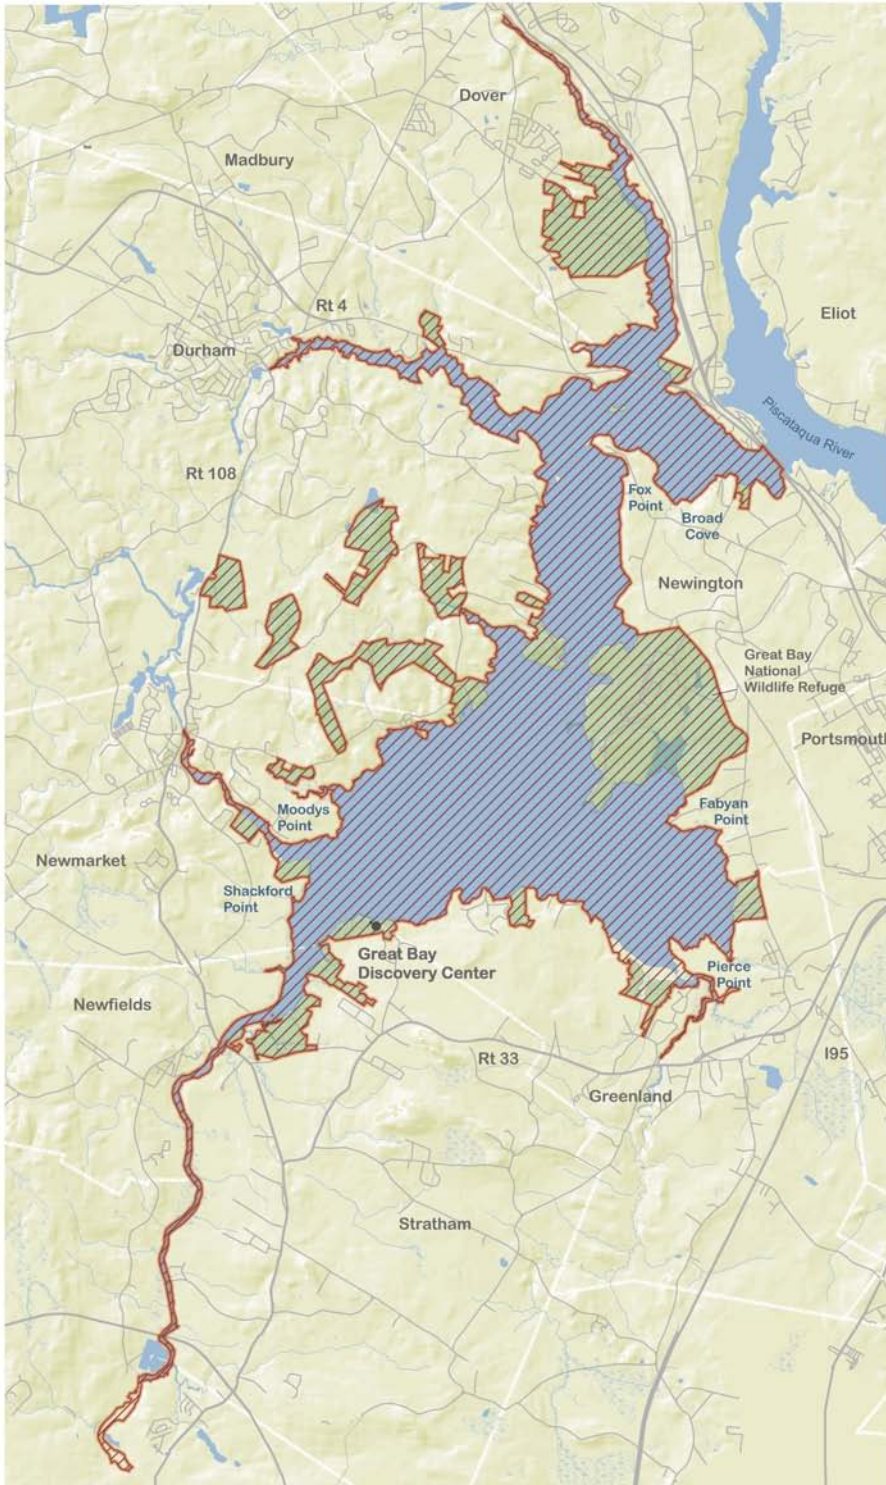 Dover
Madbury
Rt 4
Eliot
Durham
Piscataqua River
Rt 108
Fox
Point
Broad
Cove
Newington
Great Bay
National
Wildlife Refuge
Portsmouth
Moodys
Point
Fabyan
Point
Newmarket
Shackford
Point
Great Bay
Discovery Center
Pierce
Point
Newfields
Rt 33
I95
Greenland
Stratham